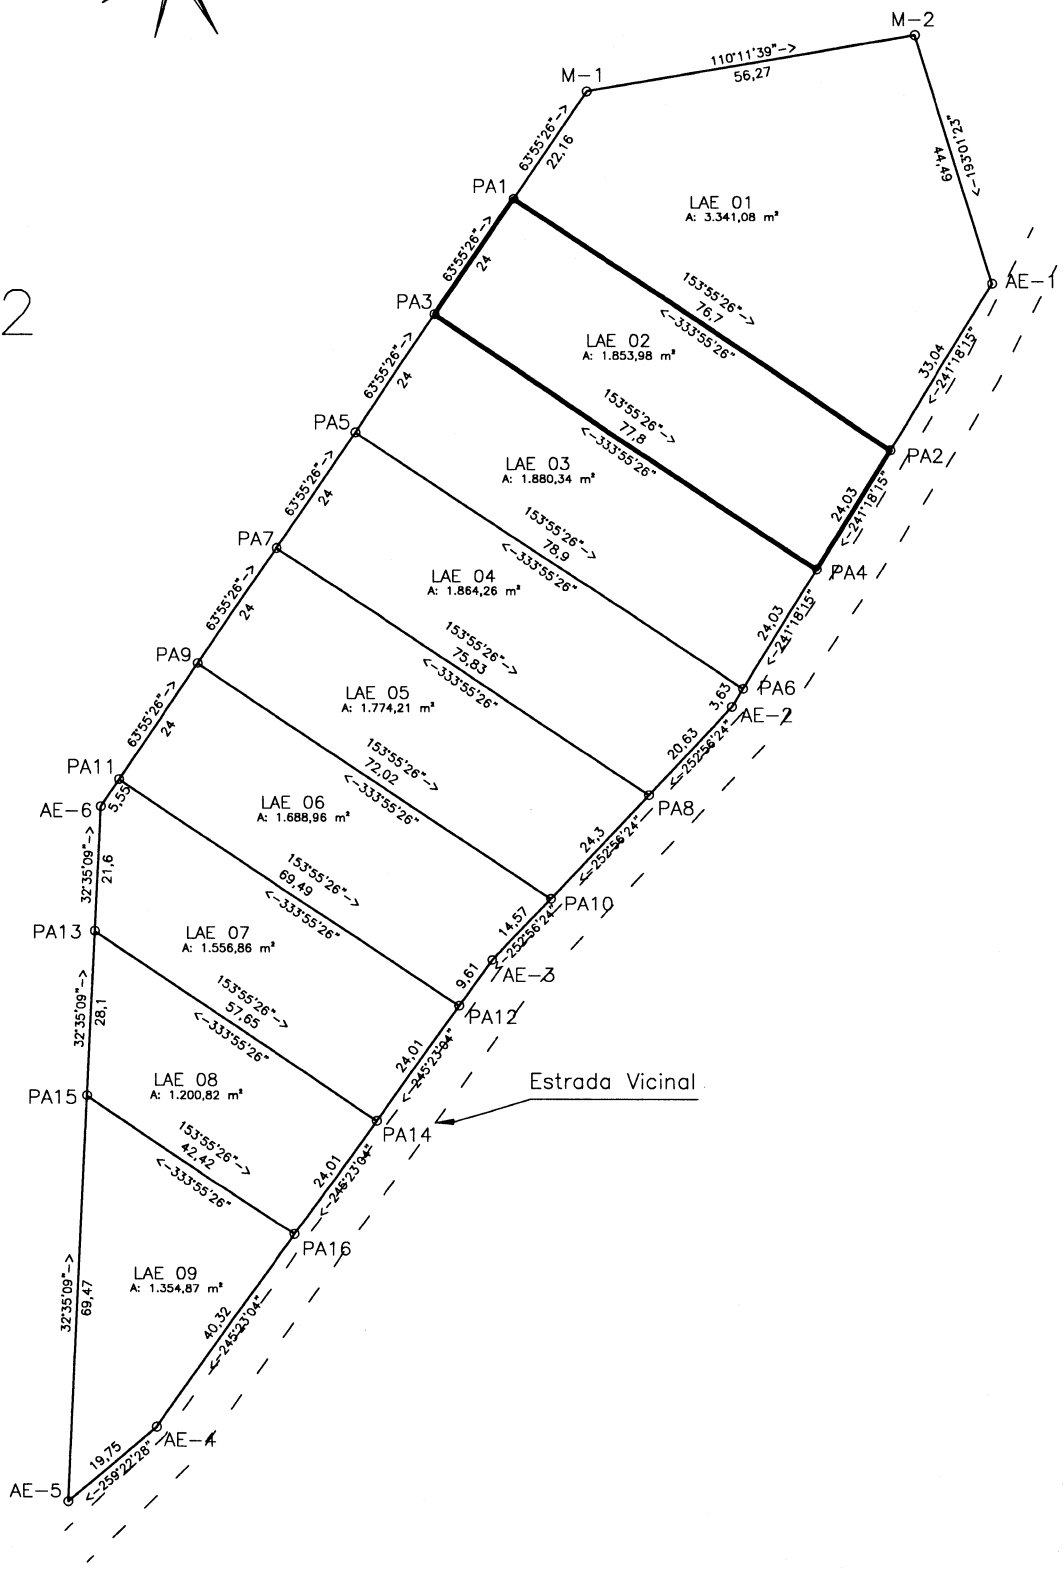 M-2
110°11'39"->
56,27
M-1
63°55'26"->
22,16
<-193°01'23"
44,49
PA1
LAE 01
A: 3.341,08 m²
AE-1
63°55'26"->
24
153°55'26"->
76,7
<-333°55'26"
2
PA3
LAE 02
A: 1.853,98 m²
33,04
<-241°18'15"
63°55'26"->
24
153°55'26"->
77,8
<-333°55'26"
PA5
PA2
LAE 03
A: 1.880,34 m²
24,03
<-241°18'15"
63°55'26"->
24
153°55'26"->
78,9
<-333°55'26"
PA7
PA4
LAE 04
A: 1.864,26 m²
24,03
<-241°18'15"
63°55'26"->
24
153°55'26"->
75,83
<-333°55'26"
PA9
PA6
3,63
AE-2
LAE 05
A: 1.774,21 m²
20,63
<-252°56'24"
63°55'26"->
24
153°55'26"->
72,02
<-333°55'26"
PA11
PA8
AE-6
5,55
LAE 06
A: 1.688,96 m²
24,3
<-252°56'24"
32°35'09"->
21,6
153°55'26"->
69,49
<-333°55'26"
PA10
PA13
LAE 07
A: 1.556,86 m²
14,57
<-252°56'24"
AE-3
9,61
PA12
32°35'09"->
28,1
153°55'26"->
57,65
<-333°55'26"
24,01
<-245°23'04"
LAE 08
A: 1.200,82 m²
Estrada Vicinal
PA15
PA14
153°55'26"->
42,42
<-333°55'26"
24,01
<-245°23'04"
PA16
LAE 09
A: 1.354,87 m²
32°35'09"->
69,47
40,32
<-245°23'04"
AE-4
19,75
<-259°22'28"
AE-5